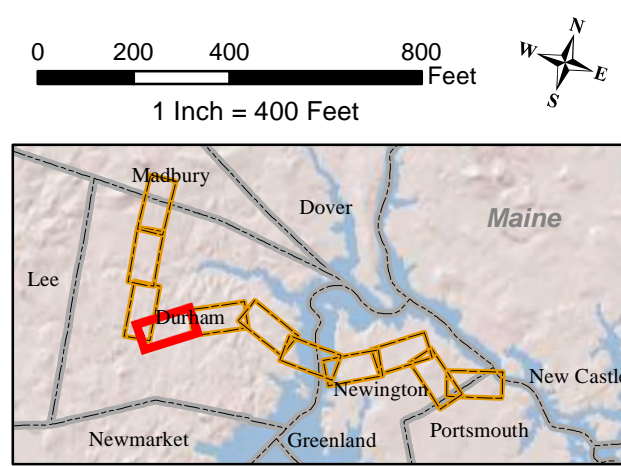 0 200 400 800
Feet
1 Inch = 400 Feet
N
W E
S
Madbury
Dover
Maine
Lee
Durham
New Castle
Newington
Newmarket
Greenland
Portsmouth